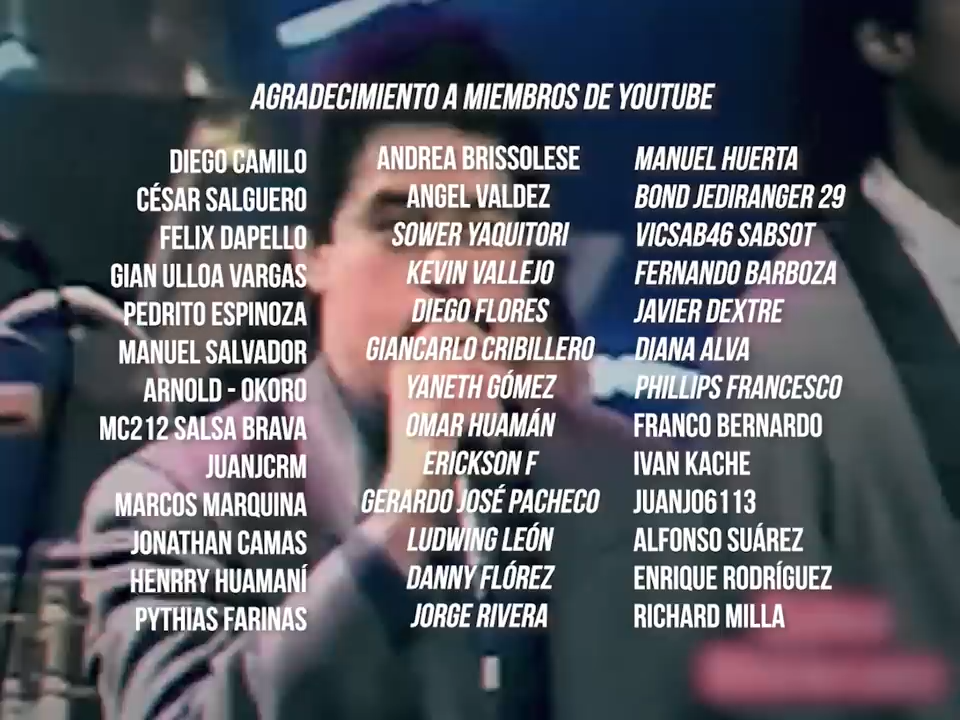 AGRADECIMIENTO A MIEMBROS DE YOUTUBE
DIEGO CAMILO
CÉSAR SALGUERO
FELIX DAPELLO
GIAN ULLOA VARGAS
PEDRITO ESPINOZA
MANUEL SALVADOR
ARNOLD - OKORO
MC212 SALSA BRAVA
JUANJCRM
MARCOS MARQUINA
JONATHAN CAMAS
HENRRY HUAMANÍ
PYTHIAS FARINAS
ANDREA BRISSOLESE
ANGEL VALDEZ
SOWER YAQUITORI
KEVIN VALLEJO
DIEGO FLORES
GIANCARLO CRIBILLERO
YANETH GÓMEZ
OMAR HUAMÁN
ERICKSON F
GERARDO JOSÉ PACHECO
LUDWING LEÓN
DANNY FLÓREZ
JORGE RIVERA
MANUEL HUERTA
BOND JEDIRANGER 29
VICSAB46 SABSOT
FERNANDO BARBOZA
JAVIER DEXTRE
DIANA ALVA
PHILLIPS FRANCESCO
FRANCO BERNARDO
IVAN KACHE
JUANJO6113
ALFONSO SUÁREZ
ENRIQUE RODRÍGUEZ
RICHARD MILLA